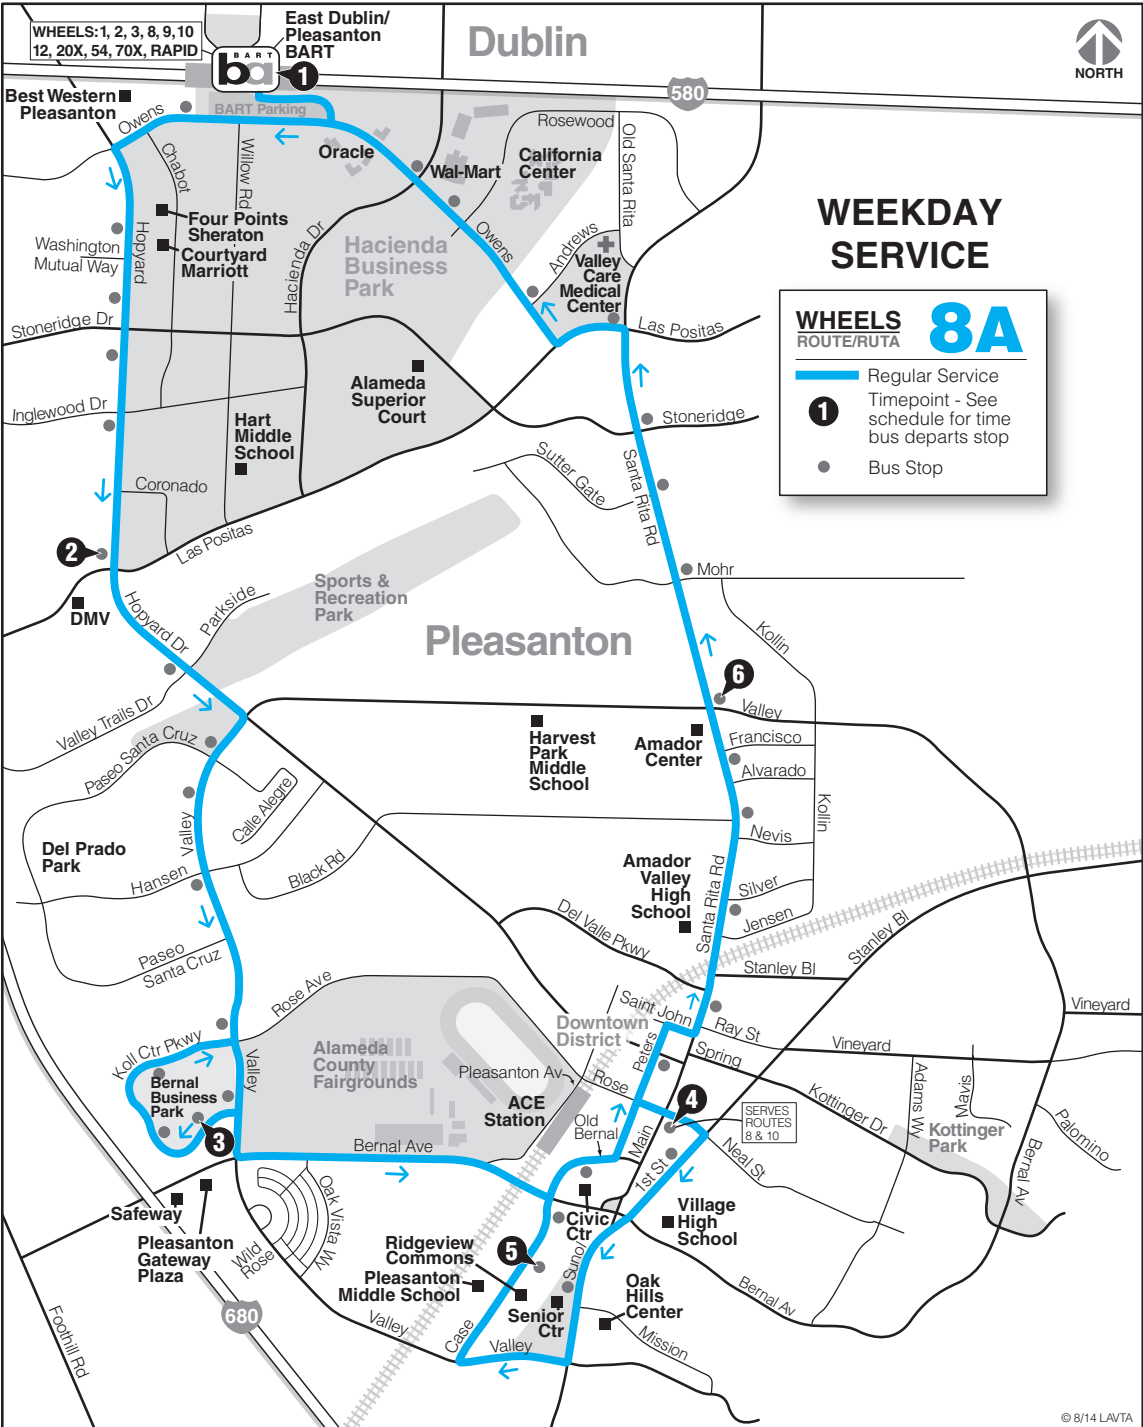 WHEELS: 1, 2, 3, 8, 9, 10
12, 20X, 54, 70X, RAPID
BART
ba
1
East Dublin/
Pleasanton
BART
Dublin
NORTH
580
Best Western
Pleasanton
Owens
BART Parking
Oracle
Wal-Mart
California
Center
Rosewood
Old Santa Rita
Chabot
Willow Rd
Hopyard
Four Points
Sheraton
Courtyard
Marriott
Washington
Mutual Way
Hacienda Dr
Hacienda
Business
Park
Owens
Andrews
Valley
Care
Medical
Center
Las Positas
Stoneridge Dr
WEEKDAY
SERVICE
WHEELS
ROUTE/RUTA
8A
Regular Service
1
Timepoint - See
schedule for time
bus departs stop
Bus Stop
Alameda
Superior
Court
Inglewood Dr
Hart
Middle
School
Stoneridge
Sutter Gate
Santa Rita Rd
Coronado
Las Positas
2
DMV
Hopyard Dr
Parkside
Sports &
Recreation
Park
Pleasanton
Mohr
Kollin
6
Valley
Valley Trails Dr
Paseo Santa Cruz
Harvest
Park
Middle
School
Amador
Center
Francisco
Alvarado
Kollin
Nevis
Calle Alegre
Valley
Del Prado
Park
Hansen
Black Rd
Amador
Valley
High
School
Santa Rita Rd
Silver
Jensen
Del Valle Pkwy
Stanley Bl
Stanley Bl
Paseo
Santa Cruz
Rose Ave
Saint John
Ray St
Vineyard
Vineyard
Downtown
District
Peters
Spring
Koll Ctr Pkwy
Valley
Alameda
County
Fairgrounds
Pleasanton Av
Rose
Bernal
Business
Park
3
ACE
Station
Old
Bernal
Main
4
SERVES
ROUTES
8 & 10
Kottinger Dr
Adams Wy
Mavis
Kottinger
Park
Palomino
Bernal Av
Bernal Ave
1st St
Neal St
Safeway
Pleasanton
Gateway
Plaza
Wild
Rose
Oak Vista Wy
Civic
Ctr
Village
High
School
Ridgeview
Commons
5
Pleasanton
Middle School
Sunol
Senior
Ctr
Oak
Hills
Center
Bernal Av
680
Foothill Rd
Valley
Case
Valley
Mission
© 8/14 LAVTA